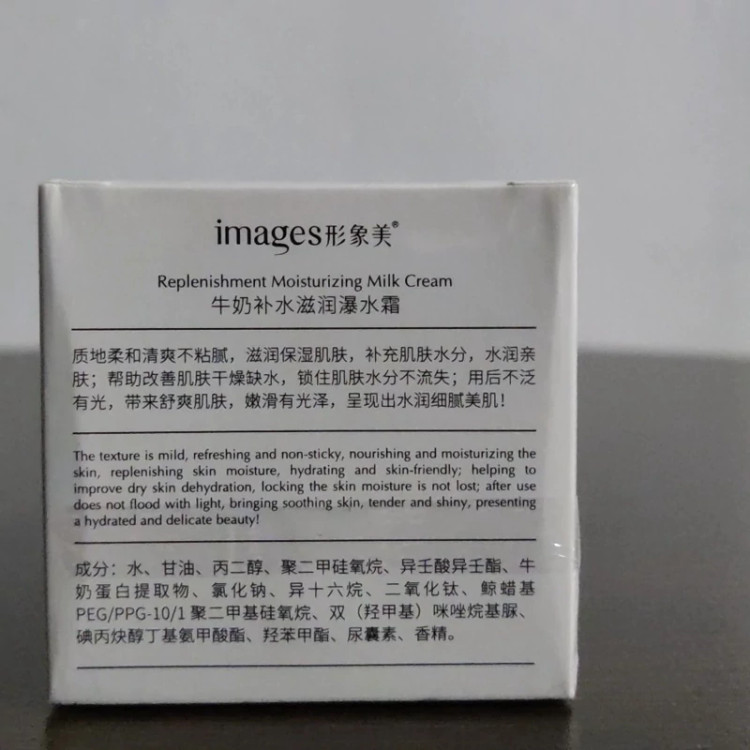 images形象美®
Replenishment Moisturizing Milk Cream
牛奶补水滋润瀑水霜
质地柔和清爽不粘腻，滋润保湿肌肤，补充肌肤水分，水润亲
肤；帮助改善肌肤干燥缺水，锁住肌肤水分不流失；用后不泛
有光，带来舒爽肌肤，嫩滑有光泽，呈现出水润细腻美肌！
The texture is mild, refreshing and non-sticky, nourishing and moisturizing the
skin, replenishing skin moisture, hydrating and skin-friendly; helping to
improve dry skin dehydration, locking the skin moisture is not lost; after use
does not flood with light, bringing soothing skin, tender and shiny, presenting
a hydrated and delicate beauty!
成分：水、甘油、丙二醇、聚二甲硅氧烷、异壬酸异壬酯、牛
奶蛋白提取物、氯化钠、异十六烷、二氧化钛、鲸蜡基
PEG/PPG-10/1 聚二甲基硅氧烷、双（羟甲基）咪唑烷基脲、
碘丙炔醇丁基氨甲酸酯、羟苯甲酯、尿囊素、香精。